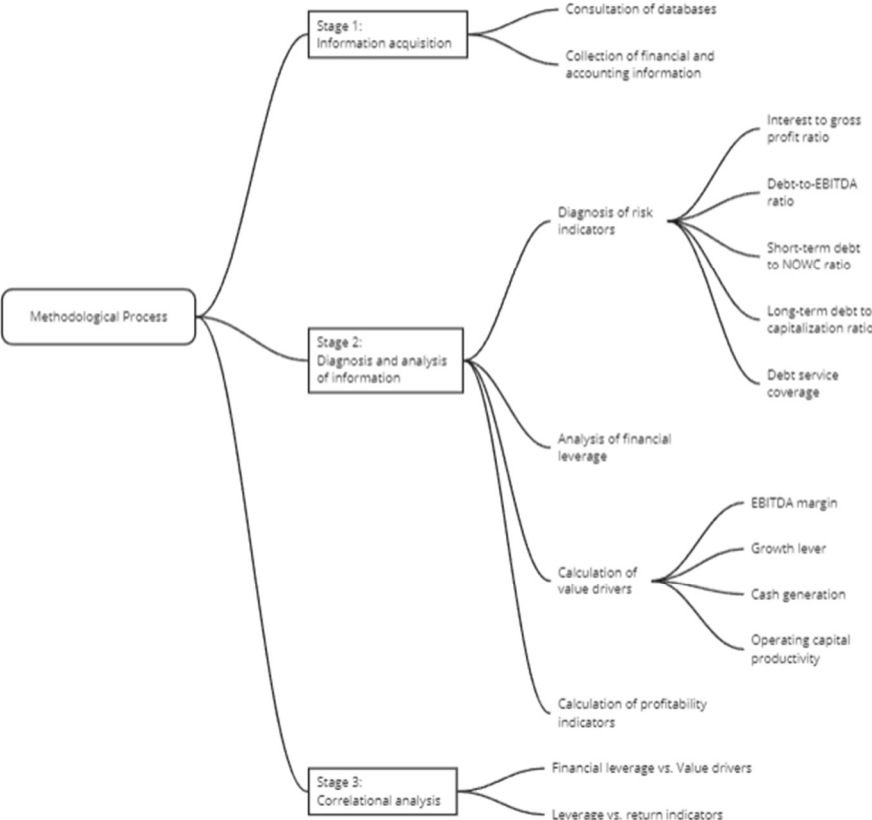 Methodological Process
Stage 1:
Information acquisition
Consultation of databases
Collection of financial and
accounting information
Stage 2:
Diagnosis and analysis
of information
Diagnosis of risk
indicators
Interest to gross
profit ratio
Debt-to-EBITDA
ratio
Short-term debt
to NOWC ratio
Long-term debt to
capitalization ratio
Debt service
coverage
Analysis of financial
leverage
Calculation of
value drivers
EBITDA margin
Growth lever
Cash generation
Operating capital
productivity
Calculation of profitability
indicators
Stage 3:
Correlational analysis
Financial leverage vs. Value drivers
Leverage vs. return indicators